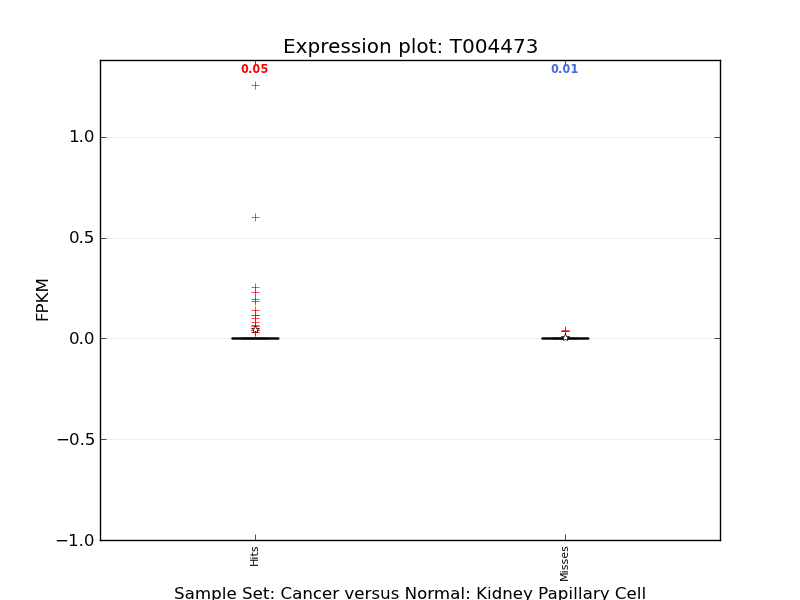 Expression plot: T004473
0.05
0.01
1.0
0.5
0.0
−0.5
−1.0
FPKM
Hits
Misses
Sample Set: Cancer versus Normal: Kidney Papillary Cell